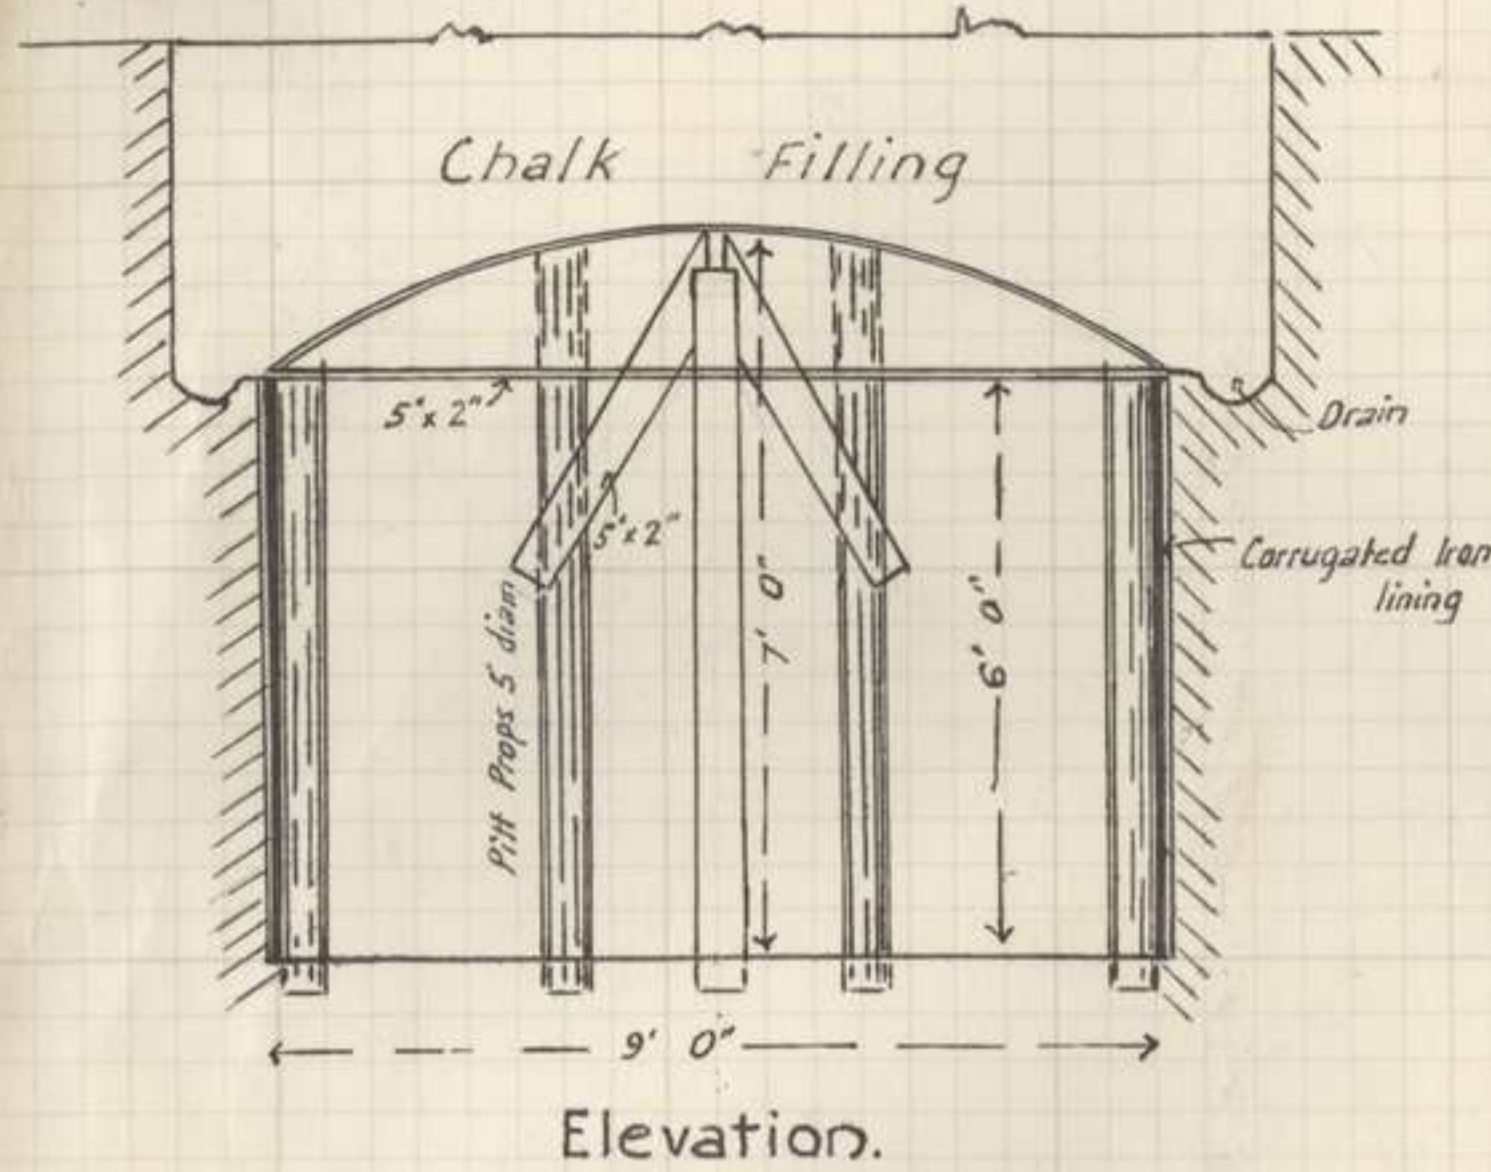 Chalk Filling
5" x 2"
Drain
5" x 2"
Corrugated Iron
lining
Pitt Props 5 diam
7' 0"
6' 0"
9' 0"
Elevation.